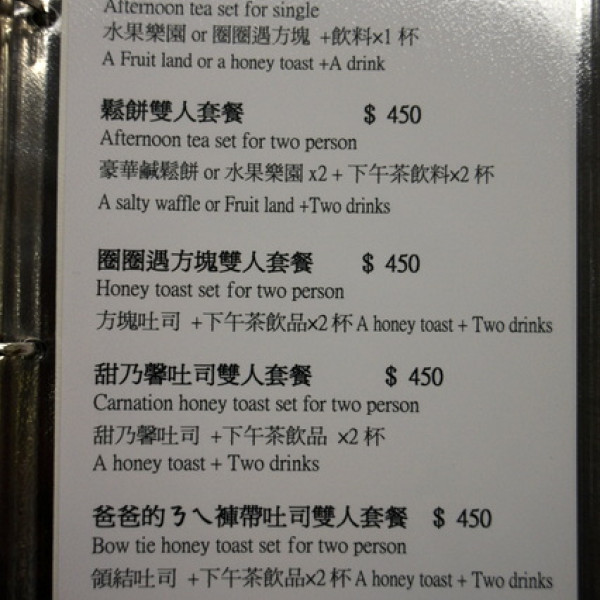 Afternoon tea set for single
水果樂園 or 圈圈遇方塊 +飲料×1 杯
A Fruit land or a honey toast +A drink
鬆餅雙人套餐 $ 450
Afternoon tea set for two person
豪華鹹鬆餅 or 水果樂園 x2 + 下午茶飲料×2 杯
A salty waffle or Fruit land +Two drinks
圈圈遇方塊雙人套餐 $ 450
Honey toast set for two person
方塊吐司 +下午茶飲品×2 杯 A honey toast + Two drinks
甜乃馨吐司雙人套餐 $ 450
Carnation honey toast set for two person
甜乃馨吐司 +下午茶飲品 ×2 杯
A honey toast + Two drinks
爸爸的ㄋㄟ褲帶吐司雙人套餐 $ 450
Bow tie honey toast set for two person
領結吐司 +下午茶飲品×2 杯 A honey toast + Two drinks